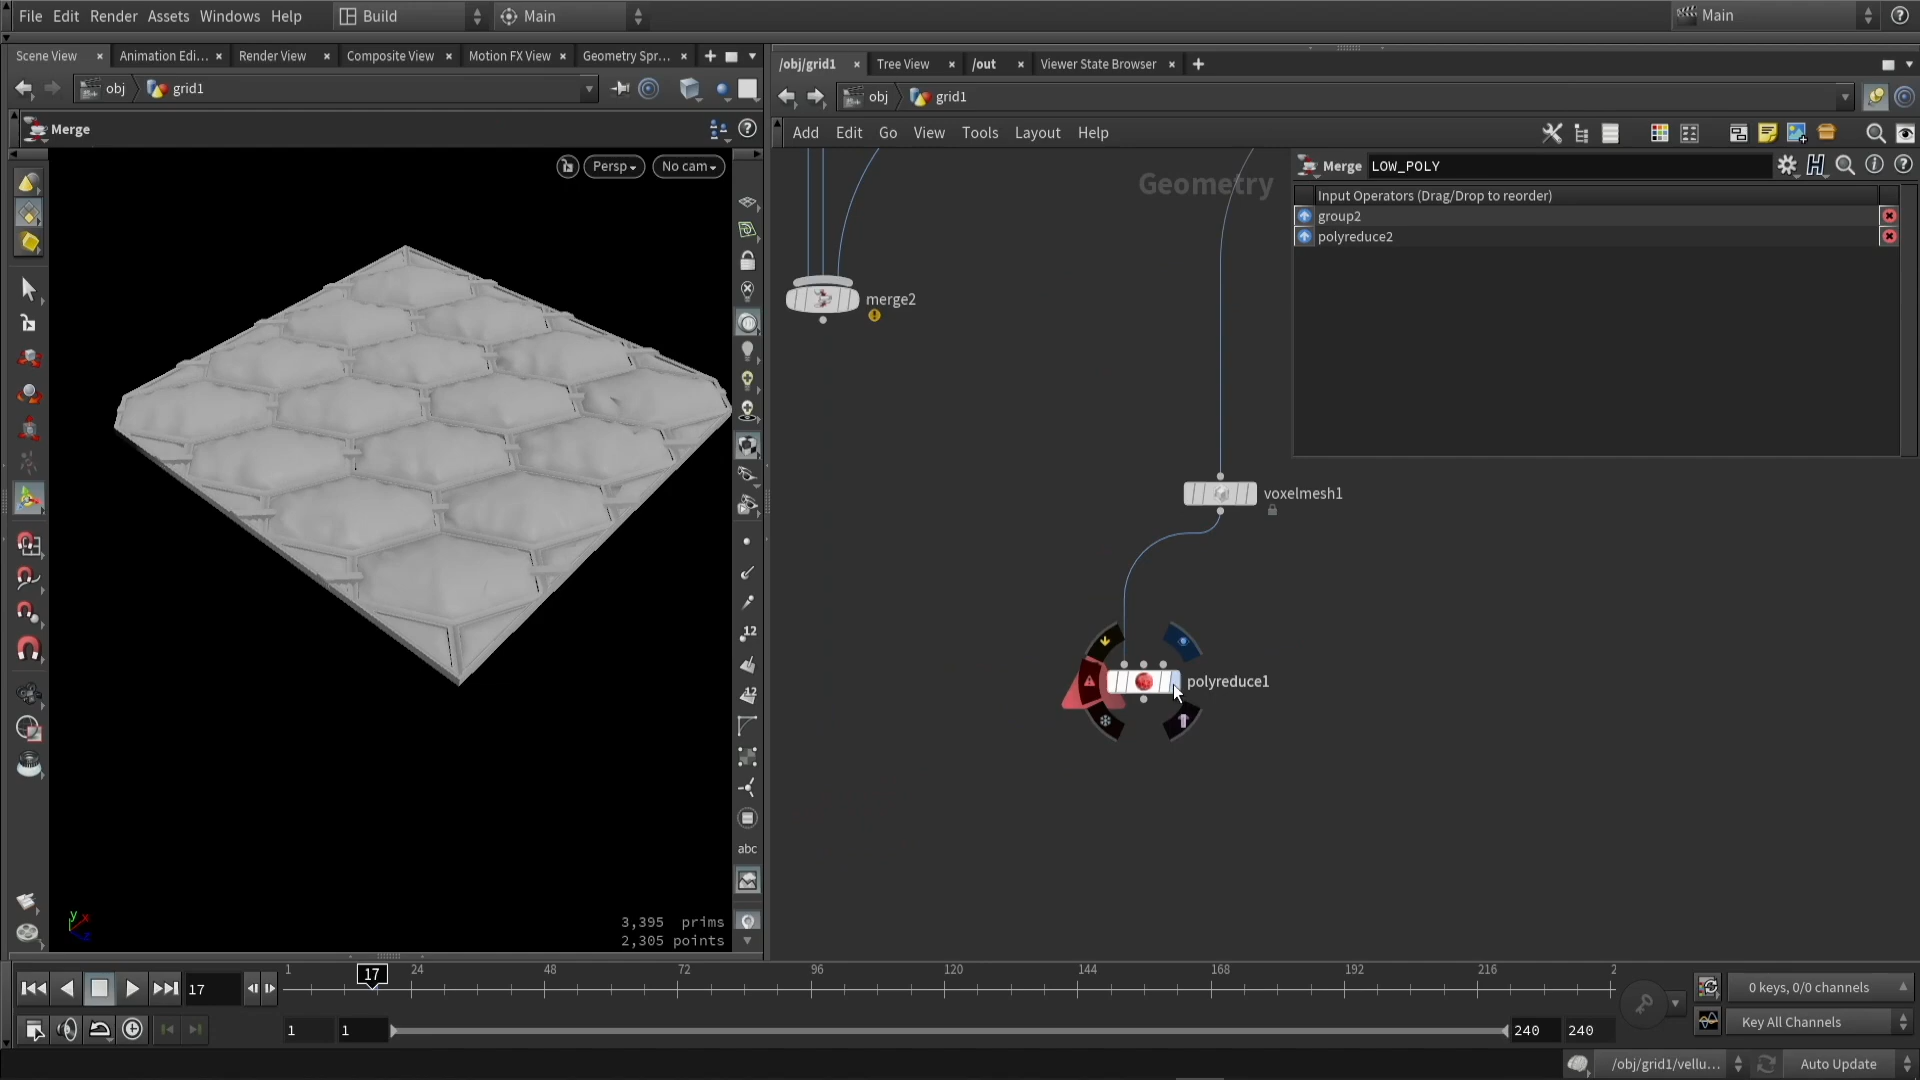 File Edit Render Assets Windows Help
Build
Main
Main
Scene View
Animation Edi...
Render View
Composite View
Motion FX View
Geometry Spr...
/obj/grid1
Tree View
/out
Viewer State Browser
obj
grid1
obj
grid1
Merge
Add Edit Go View Tools Layout Help
Persp
No cam
Geometry
Merge LOW_POLY
Input Operators (Drag/Drop to reorder)
group2
polyreduce2
merge2
voxelmesh1
polyreduce1
12
12
abc
y x z
3,395 prims
2,305 points
17
1 17 24 48 72 96 120 144 168 192 216 2
0 keys, 0/0 channels
1 1 240 240
Key All Channels
/obj/grid1/vellu...
Auto Update